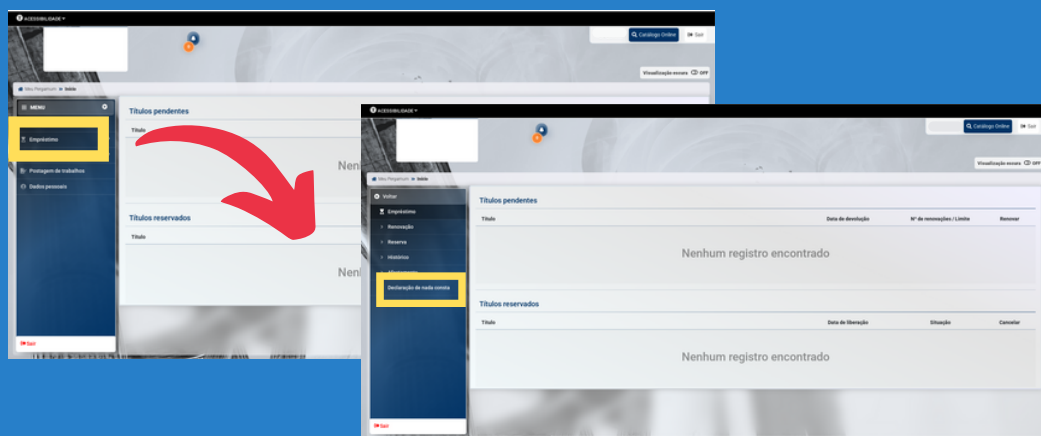 ACESSIBILIDADE
Catálogo Online
Sair
Visualização escura OFF
Meu Pergamum » Início
MENU
Empréstimo
Postagem de trabalhos
Dados pessoais
Sair
Títulos pendentes
Título
Títulos reservados
Título
ACESSIBILIDADE
Catálogo Online
Sair
Visualização escura OFF
Meu Pergamum » Início
Voltar
Empréstimo
Renovação
Reserva
Histórico
Declaração de nada consta
Sair
Títulos pendentes
Título Data de devolução Nº de renovações / Limite Renovar
Nenhum registro encontrado
Títulos reservados
Título Data de liberação Situação Cancelar
Nenhum registro encontrado